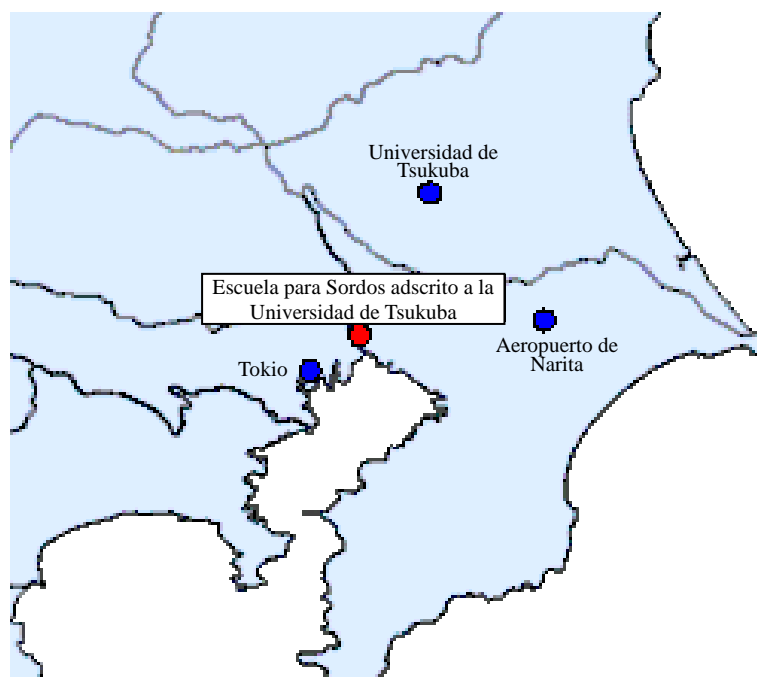 Universidad de
Tsukuba
Escuela para Sordos adscrito a la
Universidad de Tsukuba
Aeropuerto de
Narita
Tokio